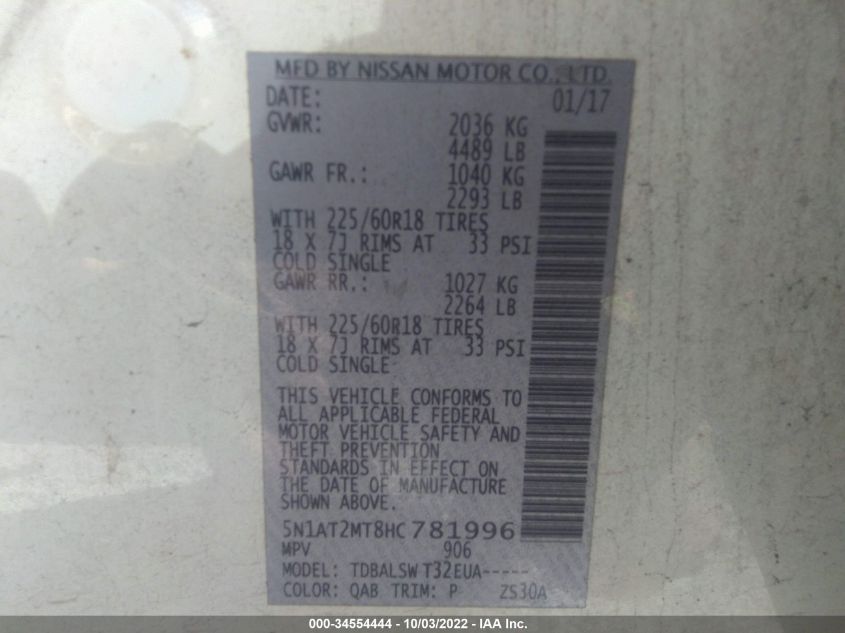 MFD BY NISSAN MOTOR CO., LTD.
DATE: 01/17
GVWR: 2036 KG
4489 LB
GAWR FR.: 1040 KG
2293 LB
WITH 225/60R18 TIRES
18 X 7J RIMS AT 33 PSI
COLD SINGLE
GAWR RR.: 1027 KG
2264 LB
WITH 225/60R18 TIRES
18 X 7J RIMS AT 33 PSI
COLD SINGLE
THIS VEHICLE CONFORMS TO
ALL APPLICABLE FEDERAL
MOTOR VEHICLE SAFETY AND
THEFT PREVENTION
STANDARDS IN EFFECT ON
THE DATE OF MANUFACTURE
SHOWN ABOVE.
5N1AT2MT8HC781996
MPV 906
MODEL: TDBALSW T32EUA-----
COLOR: QAB TRIM: P ZS30A
000-34554444 - 10/03/2022 - IAA Inc.